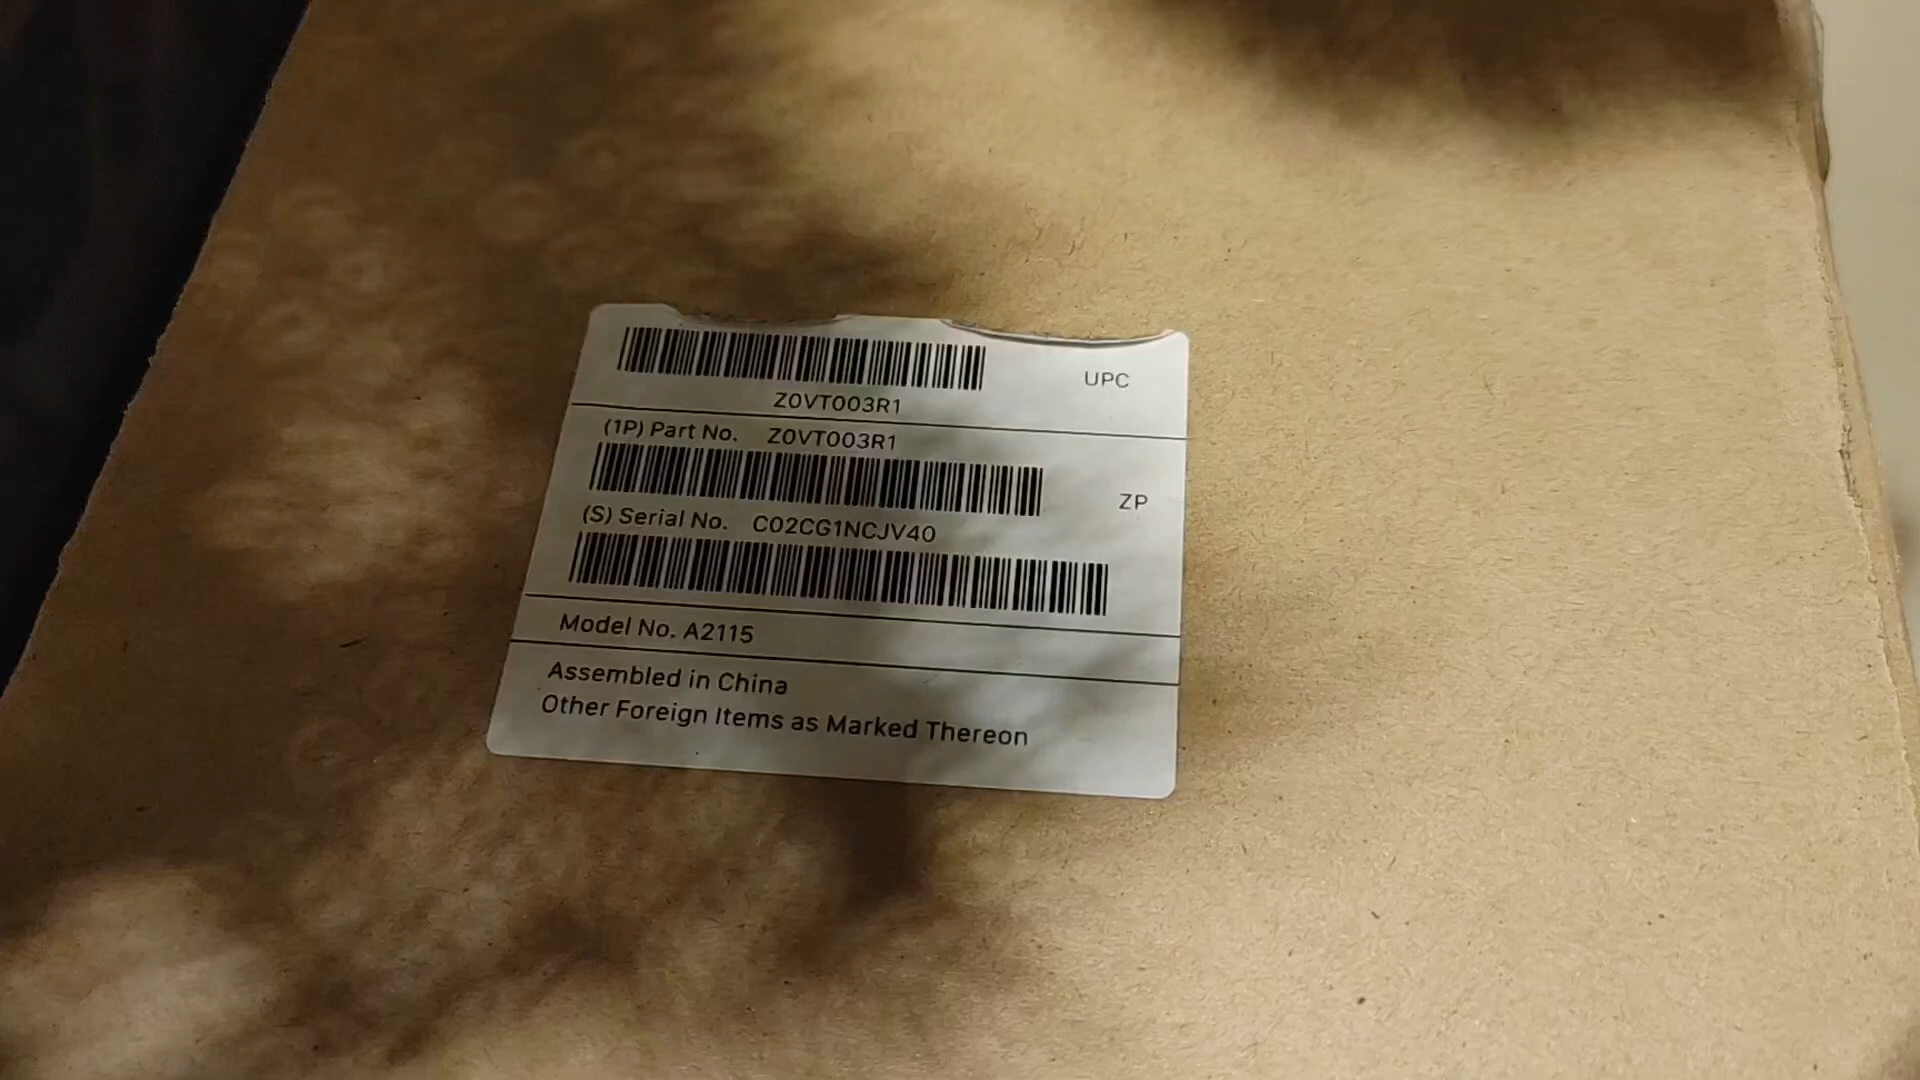 UPC
Z0VT003R1
(1P) Part No. Z0VT003R1
ZP
(S) Serial No. C02CG1NCJV40
Model No. A2115
Assembled in China
Other Foreign Items as Marked Thereon